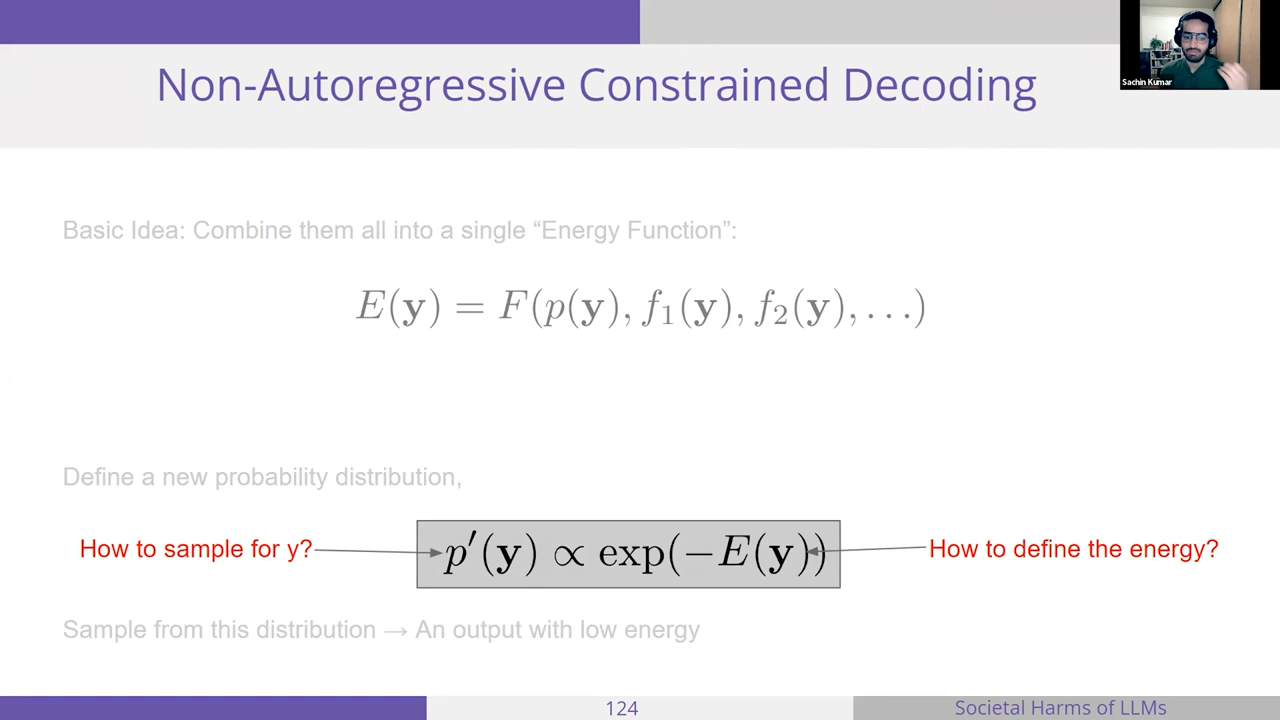 Sachin Kumar
Non-Autoregressive Constrained Decoding
Basic Idea: Combine them all into a single “Energy Function”:
E(y) = F(p(y), f₁(y), f₂(y), . . .)
Define a new probability distribution,
How to sample for y?
p′(y) ∝ exp(−E(y))
How to define the energy?
Sample from this distribution → An output with low energy
124
Societal Harms of LLMs